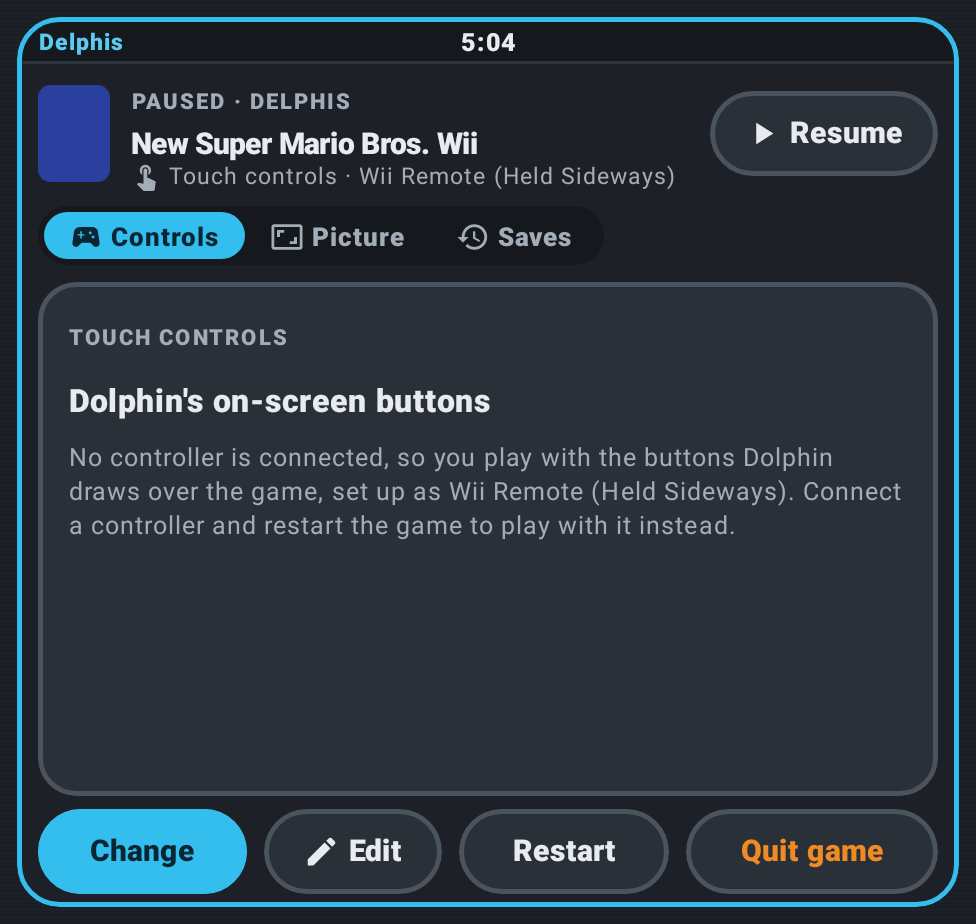 Delphis
5:04
PAUSED · DELPHIS
New Super Mario Bros. Wii
Touch controls · Wii Remote (Held Sideways)
Resume
Controls
Picture
Saves
TOUCH CONTROLS
Dolphin's on-screen buttons
No controller is connected, so you play with the buttons Dolphin
draws over the game, set up as Wii Remote (Held Sideways). Connect
a controller and restart the game to play with it instead.
Change
Edit
Restart
Quit game